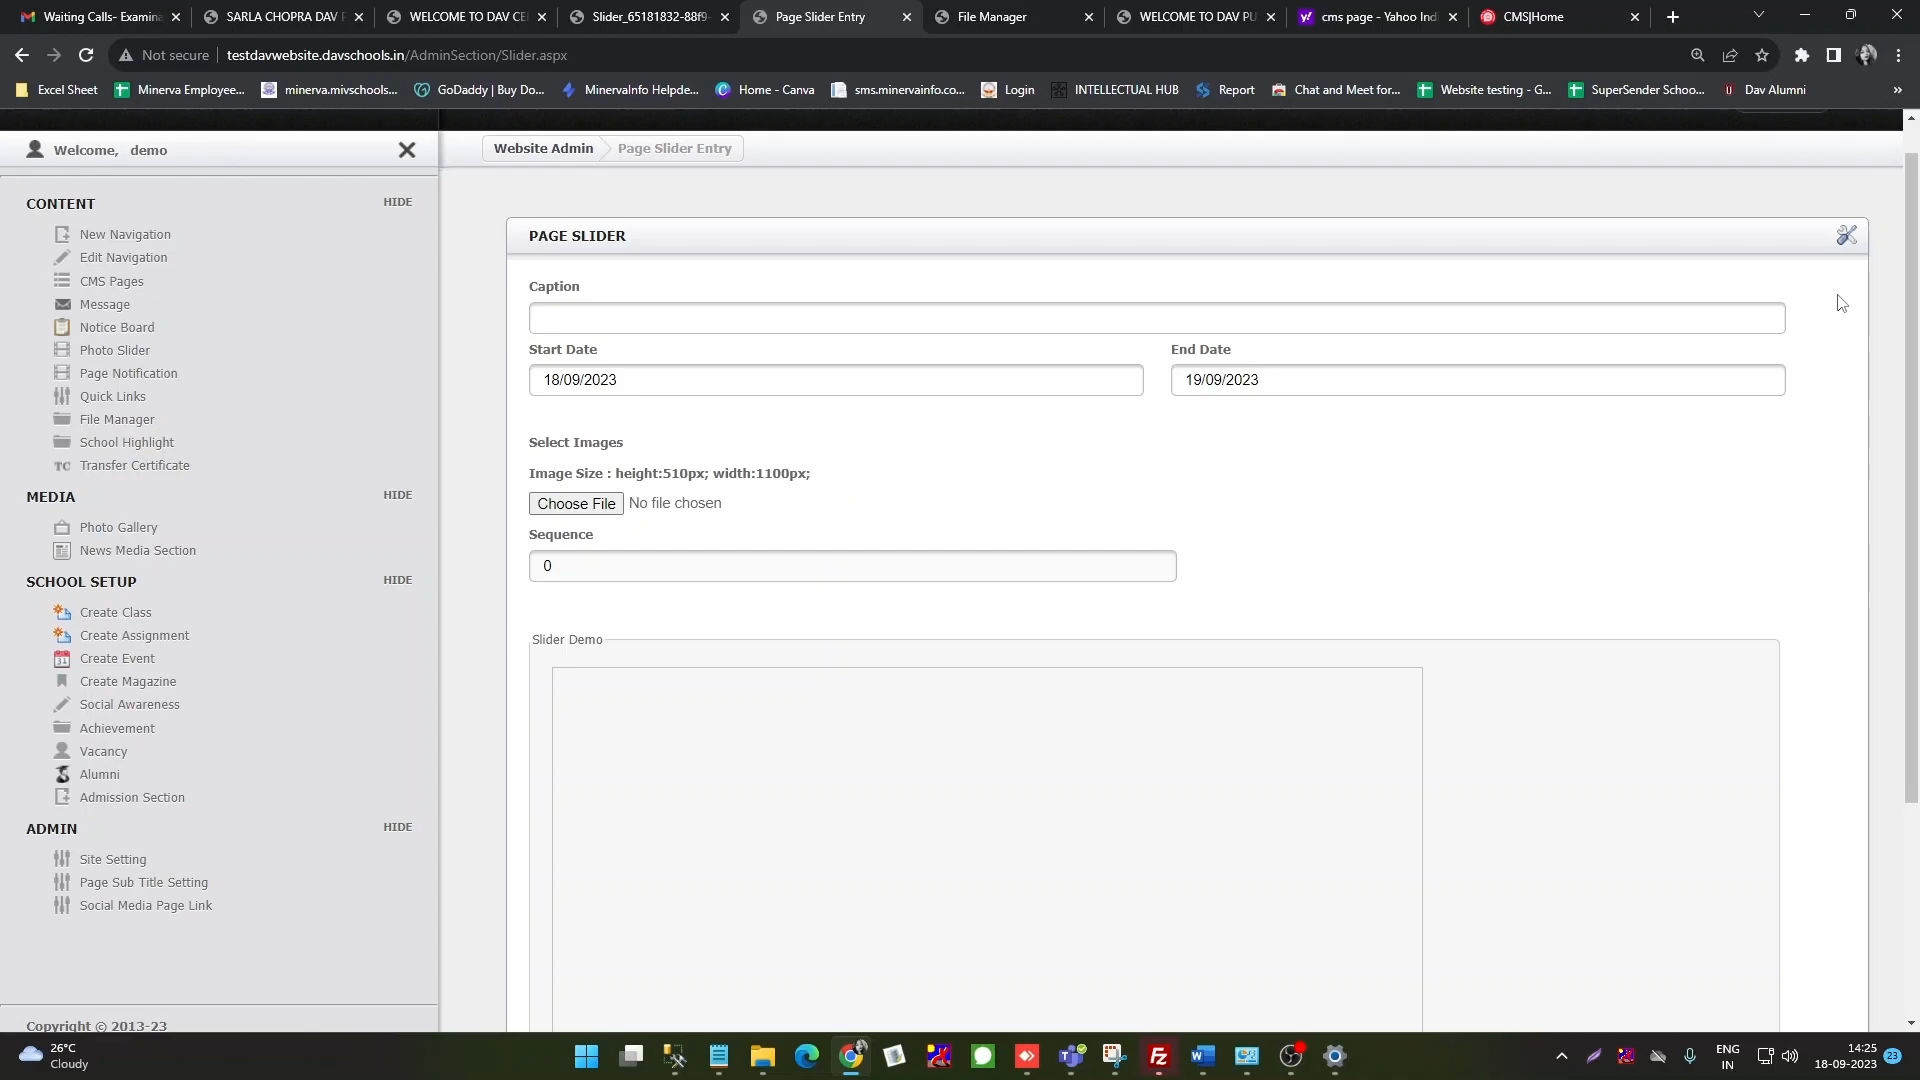 Waiting Calls- Examina
SARLA CHOPRA DAV P
WELCOME TO DAV CEI
Slider_65181832-88f9-
Page Slider Entry
File Manager
WELCOME TO DAV PU
cms page - Yahoo Indi
CMS|Home
Not secure
testdavwebsite.davschools.in/AdminSection/Slider.aspx
Excel Sheet
Minerva Employee...
minerva.mivschools...
GoDaddy | Buy Do...
MinervaInfo Helpde...
Home - Canva
sms.minervainfo.co...
Login
INTELLECTUAL HUB
Report
Chat and Meet for...
Website testing - G...
SuperSender Schoo...
Dav Alumni
»
Welcome, demo
Website Admin
Page Slider Entry
CONTENT
HIDE
New Navigation
Edit Navigation
CMS Pages
Message
Notice Board
Photo Slider
Page Notification
Quick Links
File Manager
School Highlight
TC Transfer Certificate
MEDIA
HIDE
Photo Gallery
News Media Section
SCHOOL SETUP
HIDE
Create Class
Create Assignment
31 Create Event
Create Magazine
Social Awareness
Achievement
Vacancy
Alumni
Admission Section
ADMIN
HIDE
Site Setting
Page Sub Title Setting
Social Media Page Link
Copyright © 2013-23
PAGE SLIDER
Caption
Start Date
End Date
18/09/2023
19/09/2023
Select Images
Image Size : height:510px; width:1100px;
Choose File No file chosen
Sequence
0
Slider Demo
26°C
Cloudy
ENG
IN
14:25
18-09-2023
23